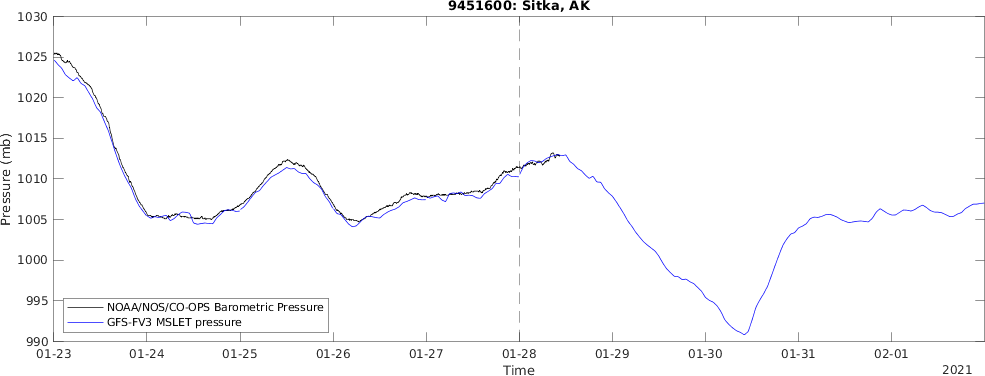 9451600: Sitka, AK
Pressure (mb)
1030
1025
1020
1015
1010
1005
1000
995
990
NOAA/NOS/CO-OPS Barometric Pressure
GFS-FV3 MSLET pressure
01-23 01-24 01-25 01-26 01-27 01-28 01-29 01-30 01-31 02-01
Time
2021